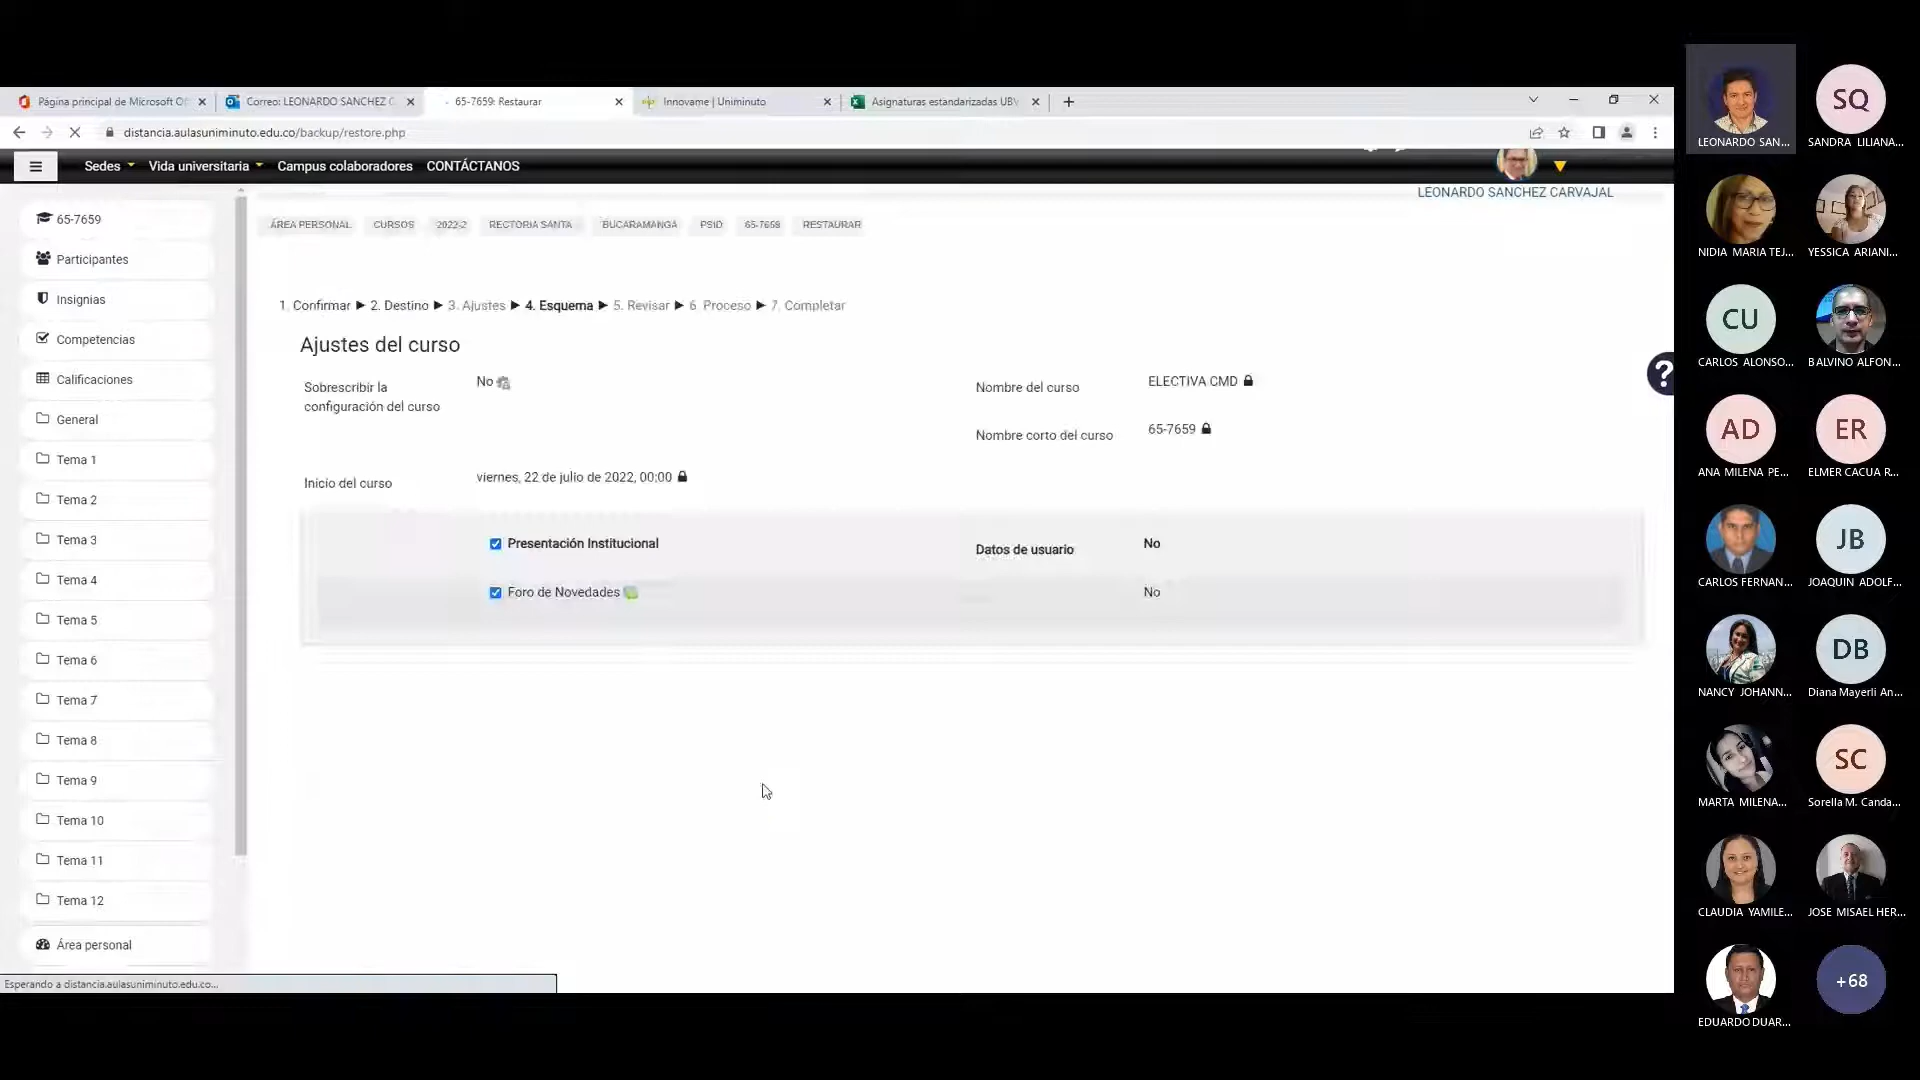 Página principal de Microsoft Of
Correo: LEONARDO SANCHEZ C
65-7659: Restaurar
Innovame | Uniminuto
Asignaturas estandarizadas UBV
distancia.aulasuniminuto.edu.co/backup/restore.php
Sedes
Vida universitaria
Campus colaboradores
CONTÁCTANOS
LEONARDO SANCHEZ CARVAJAL
65-7659
Participantes
Insignias
Competencias
Calificaciones
General
Tema 1
Tema 2
Tema 3
Tema 4
Tema 5
Tema 6
Tema 7
Tema 8
Tema 9
Tema 10
Tema 11
Tema 12
Área personal
Esperando a distancia.aulasuniminuto.edu.co...
ÁREA PERSONAL CURSOS 2022-2 RECTORIA SANTA BUCARAMANGA PSID 65-7659 RESTAURAR
1. Confirmar ► 2. Destino ► 3. Ajustes ► 4. Esquema ► 5. Revisar ► 6 Proceso ► 7. Completar
Ajustes del curso
Sobrescribir la
configuración del curso
No
Nombre del curso
ELECTIVA CMD
Nombre corto del curso
65-7659
Inicio del curso
viernes, 22 de julio de 2022, 00:00
Presentación Institucional
Datos de usuario
No
Foro de Novedades
No
?
LEONARDO SAN...
SQ
SANDRA LILIANA...
NIDIA MARIA TEJ...
YESSICA ARIANI...
CU
CARLOS ALONSO...
BALVINO ALFON...
AD
ANA MILENA PE...
ER
ELMER CACUA R...
CARLOS FERNAN...
JB
JOAQUIN ADOLF...
NANCY JOHANN...
DB
Diana Mayerli An...
MARTA MILENA...
SC
Sorella M. Canda...
CLAUDIA YAMILE...
JOSE MISAEL HER...
EDUARDO DUAR...
+68